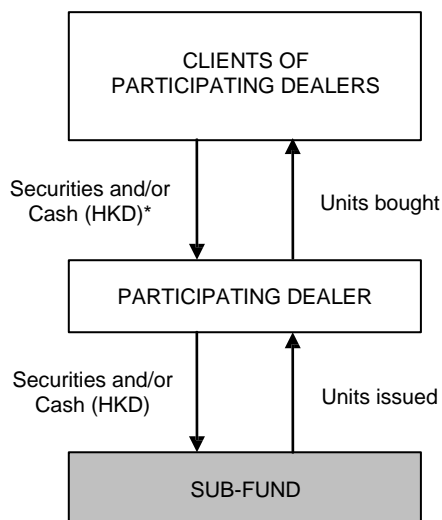 CLIENTS OF
PARTICIPATING DEALERS
Securities and/or
Cash (HKD)*
Units bought
PARTICIPATING DEALER
Securities and/or
Cash (HKD)
Units issued
SUB-FUND